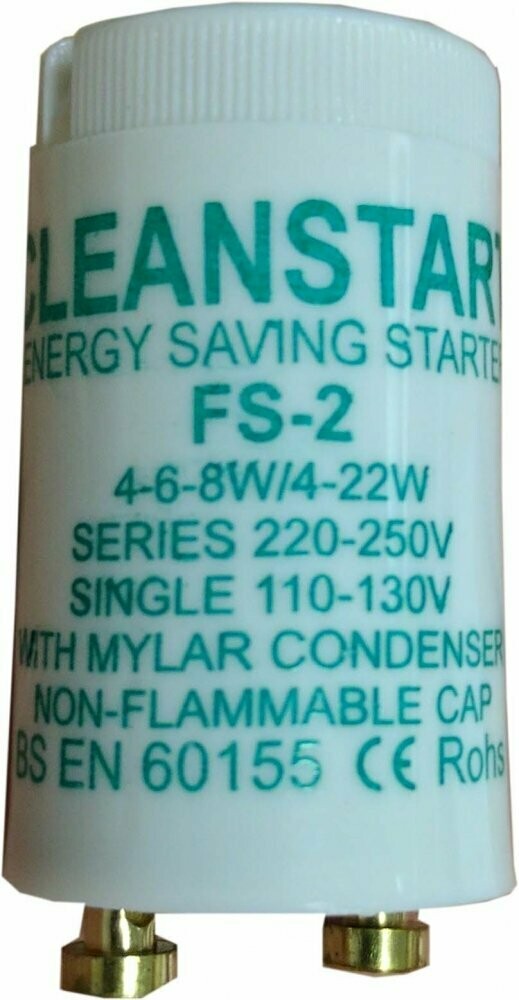 CLEANSTART
ENERGY SAVING STARTER
FS-2
4-6-8W/4-22W
SERIES 220-250V
SINGLE 110-130V
WITH MYLAR CONDENSER
NON-FLAMMABLE CAP
BS EN 60155 CE Rohs